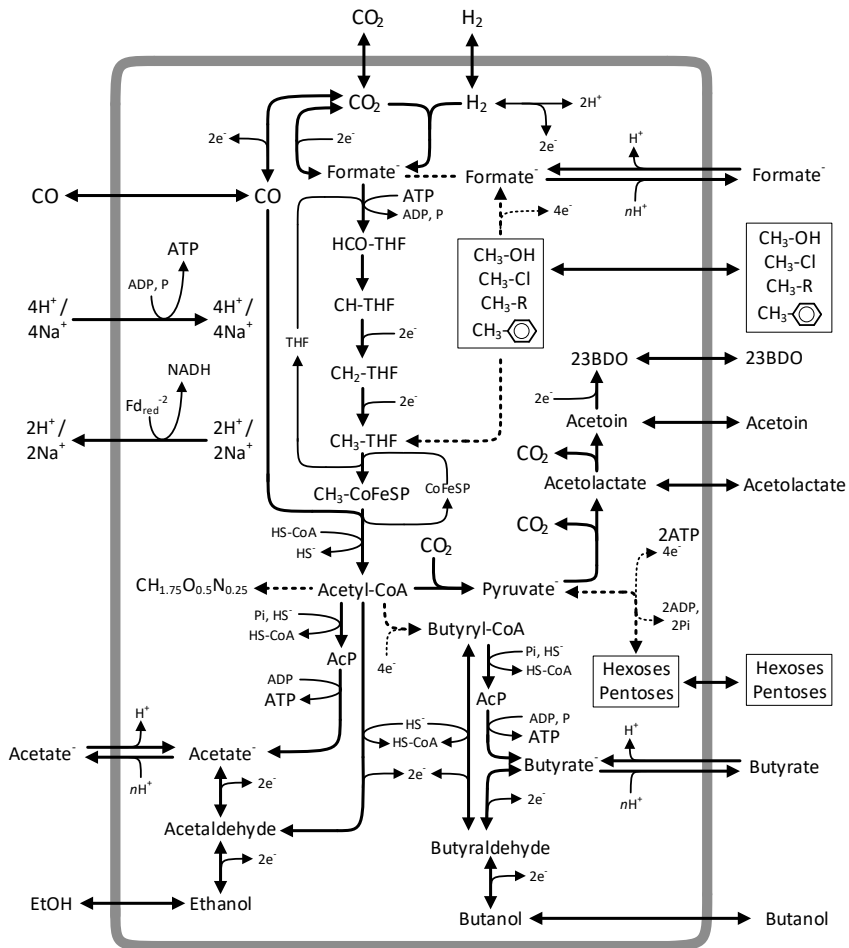 CO₂
H₂
CO₂
H₂
2H⁺
2e⁻
2e⁻
2e⁻
Formate⁻
Formate⁻
H⁺
Formate⁻
nH⁺
CO
CO
ATP
ADP, P
4e⁻
HCO-THF
CH₃-OH
CH₃-Cl
CH₃-R
CH₃-
CH₃-OH
CH₃-Cl
CH₃-R
CH₃-
ATP
ADP, P
4H⁺/
4Na⁺
4H⁺/
4Na⁺
CH-THF
THF
2e⁻
CH₂-THF
2e⁻
23BDO
23BDO
2e⁻
NADH
Fdred⁻²
2H⁺/
2Na⁺
2H⁺/
2Na⁺
CH₃-THF
Acetoin
Acetoin
CO₂
CH₃-CoFeSP
CoFeSP
Acetolactate
Acetolactate
CO₂
HS-CoA
HS⁻
CO₂
2ATP
4e⁻
CH₁.₇₅O₀.₅N₀.₂₅
Acetyl-CoA
Pyruvate⁻
2ADP,
2Pi
Pi, HS⁻
HS-CoA
Butyryl-CoA
4e⁻
AcP
Pi, HS⁻
HS-CoA
Hexoses
Pentoses
Hexoses
Pentoses
ADP
ATP
AcP
ADP, P
ATP
HS⁻
HS-CoA
2e⁻
H⁺
Acetate⁻
Acetate⁻
nH⁺
Butyrate⁻
H⁺
Butyrate
nH⁺
2e⁻
2e⁻
Acetaldehyde
2e⁻
Butyraldehyde
2e⁻
EtOH
Ethanol
Butanol
Butanol